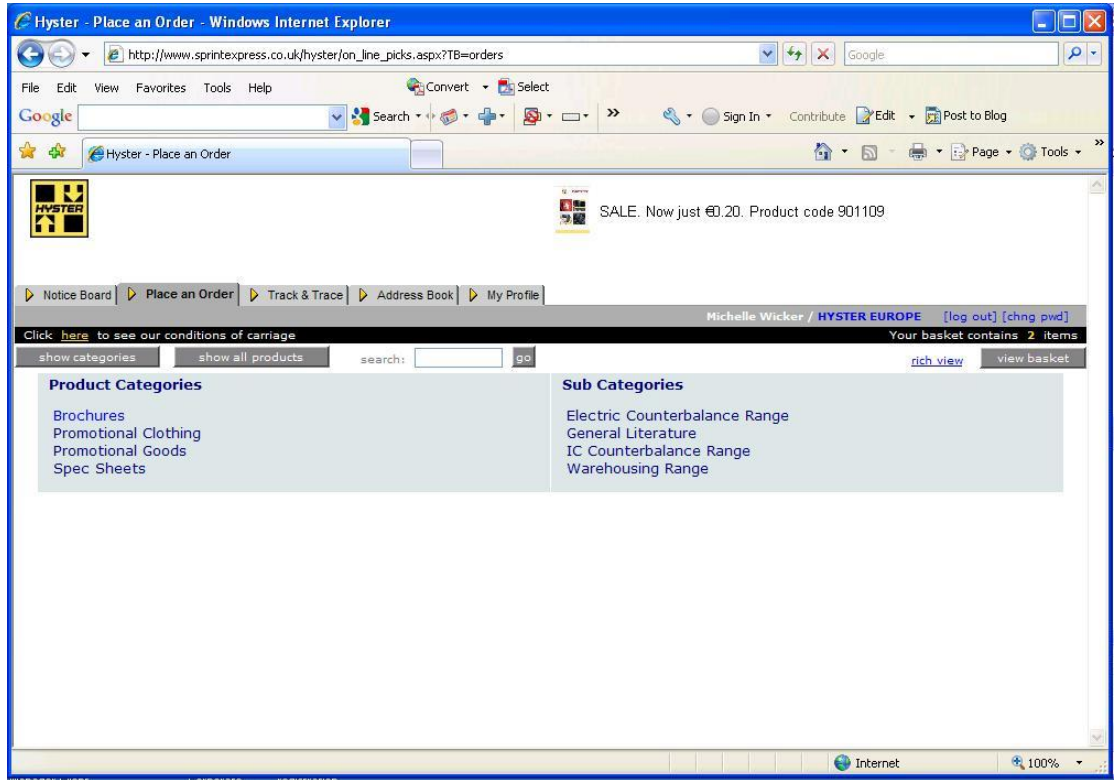 Hyster - Place an Order - Windows Internet Explorer
http://www.sprintexpress.co.uk/hyster/on_line_picks.aspx?TB=orders Google
File Edit View Favorites Tools Help Convert Select
Google Search » Sign In Contribute Edit Post to Blog
Hyster - Place an Order Page Tools »
HYSTER
SALE. Now just €0.20. Product code 901109
Notice Board Place an Order Track & Trace Address Book My Profile
Michelle Wicker / HYSTER EUROPE [log out] [chng pwd]
Click here to see our conditions of carriage Your basket contains 2 items
show categories show all products search: go rich view view basket
Product Categories Sub Categories
Brochures Electric Counterbalance Range
Promotional Clothing General Literature
Promotional Goods IC Counterbalance Range
Spec Sheets Warehousing Range
Internet 100%